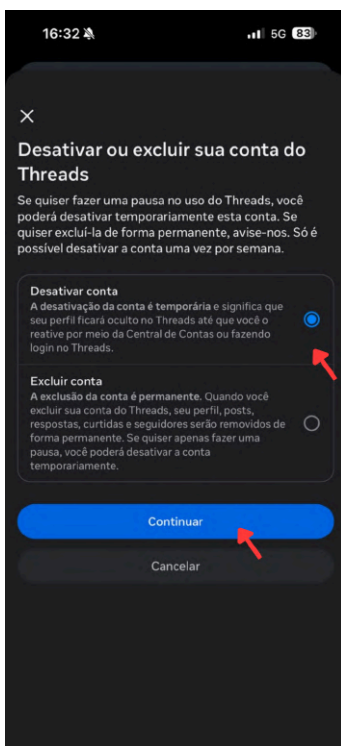 16:32
5G 83
Desativar ou excluir sua conta do
Threads
Se quiser fazer uma pausa no uso do Threads, você
poderá desativar temporariamente esta conta. Se
quiser excluí-la de forma permanente, avise-nos. Só é
possível desativar a conta uma vez por semana.
Desativar conta
A desativação da conta é temporária e significa que
seu perfil ficará oculto no Threads até que você o
reative por meio da Central de Contas ou fazendo
login no Threads.
Excluir conta
A exclusão da conta é permanente. Quando você
excluir sua conta do Threads, seu perfil, posts,
respostas, curtidas e seguidores serão removidos de
forma permanente. Se quiser apenas fazer uma
pausa, você poderá desativar a conta
temporariamente.
Continuar
Cancelar